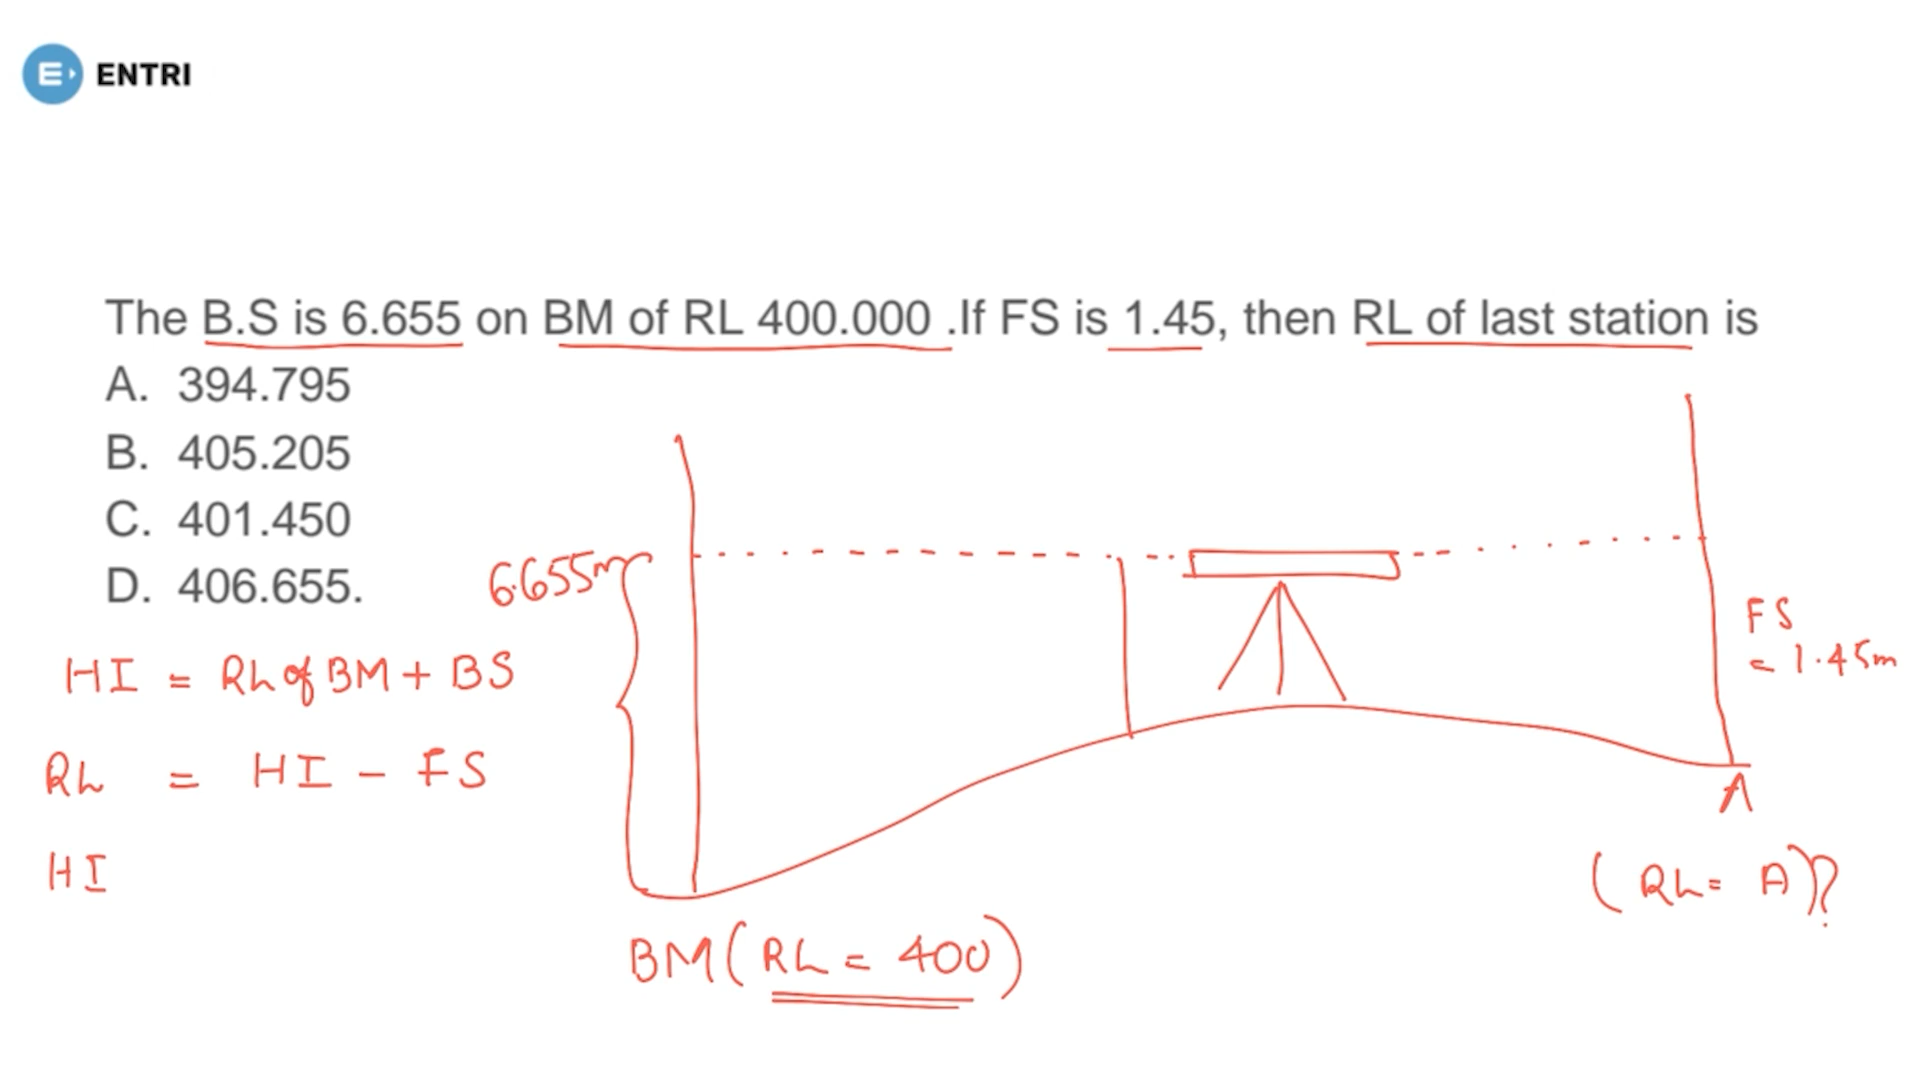 ENTRI
The B.S is 6.655 on BM of RL 400.000 .If FS is 1.45, then RL of last station is
A. 394.795
B. 405.205
C. 401.450
D. 406.655.
6.655m
HI = RL of BM + BS
RL = HI - FS
HI
FS
= 1.45m
A
(RL = A)?
BM (RL = 400)